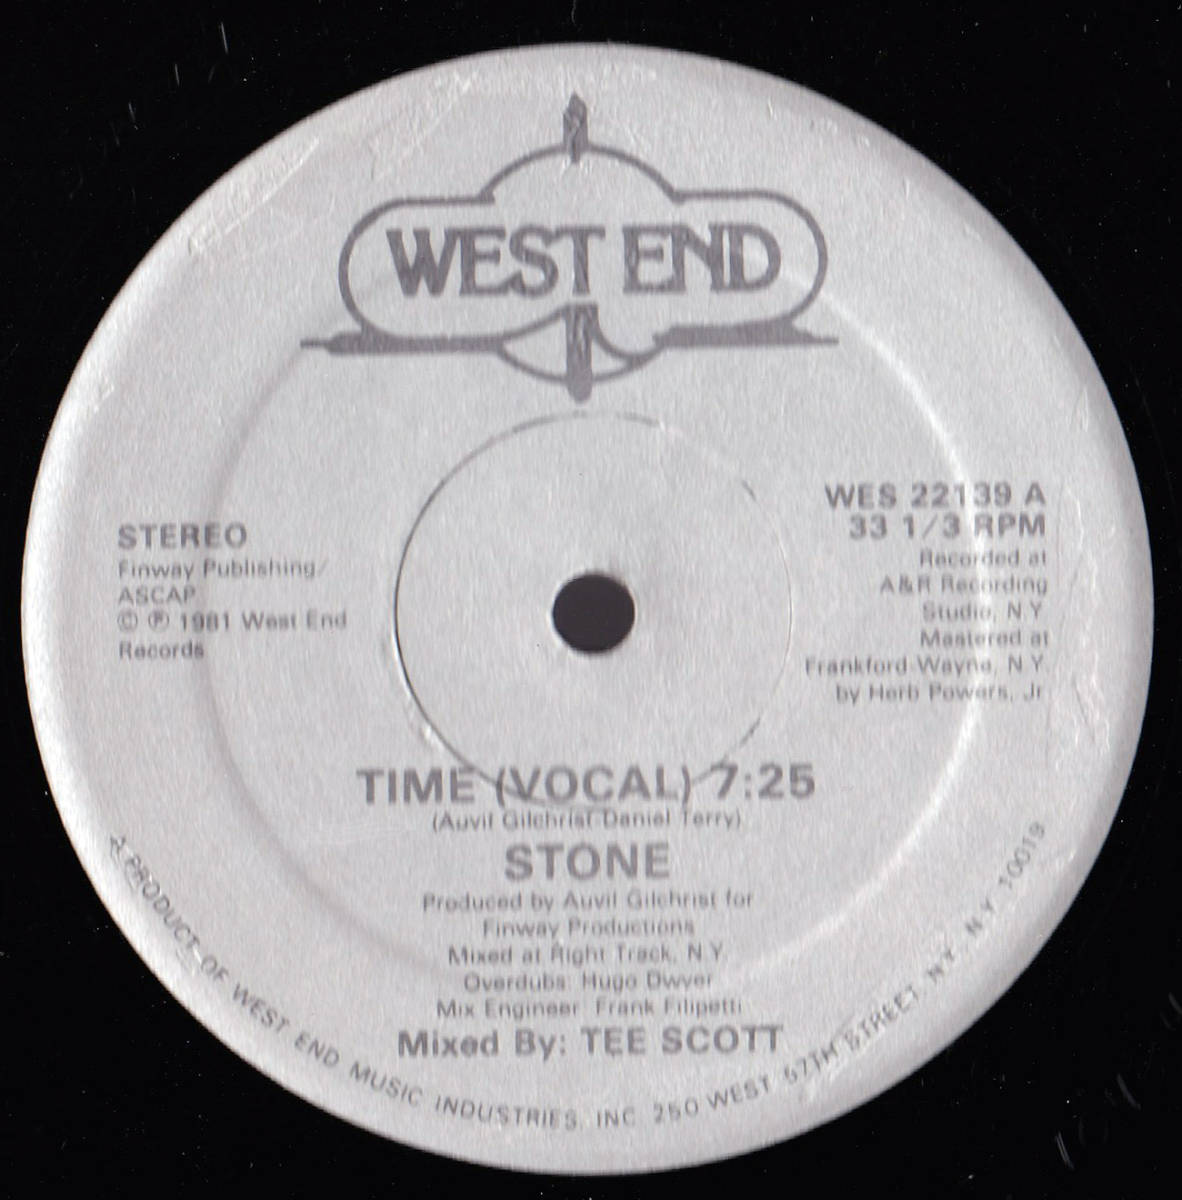 WEST END
STEREO
Finway Publishing/
ASCAP
© ℗ 1981 West End
Records
WES 22139 A
33 1/3 RPM
Recorded at
A&R Recording
Studio, N.Y.
Mastered at
Frankford-Wayne, N.Y.
by Herb Powers, Jr.
TIME (VOCAL) 7:25
(Auvil Gilchrist-Daniel Terry)
STONE
Produced by Auvil Gilchrist for
Finway Productions
Mixed at Right Track, N.Y.
Overdubs: Hugo Dwyer
Mix Engineer: Frank Filipetti
Mixed By: TEE SCOTT
A PRODUCT OF WEST END MUSIC INDUSTRIES, INC. 250 WEST 57TH STREET, N.Y., N.Y. 10019